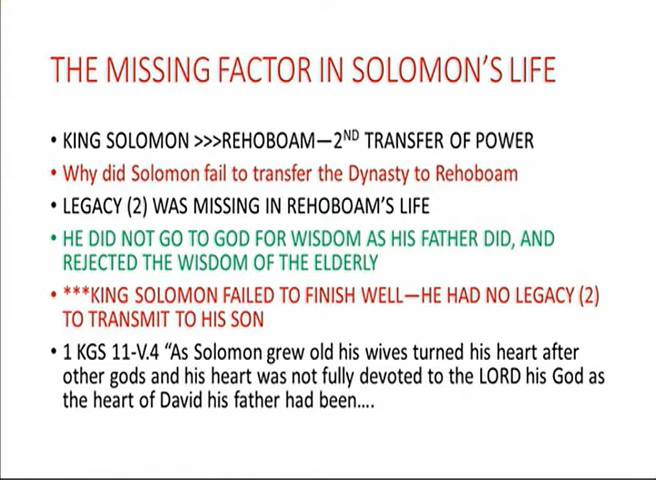 THE MISSING FACTOR IN SOLOMON'S LIFE
• KING SOLOMON >>>REHOBOAM—2ND TRANSFER OF POWER
• Why did Solomon fail to transfer the Dynasty to Rehoboam
• LEGACY (2) WAS MISSING IN REHOBOAM'S LIFE
• HE DID NOT GO TO GOD FOR WISDOM AS HIS FATHER DID, AND
REJECTED THE WISDOM OF THE ELDERLY
• ***KING SOLOMON FAILED TO FINISH WELL—HE HAD NO LEGACY (2)
TO TRANSMIT TO HIS SON
• 1 KGS 11-V.4 “As Solomon grew old his wives turned his heart after
other gods and his heart was not fully devoted to the LORD his God as
the heart of David his father had been….